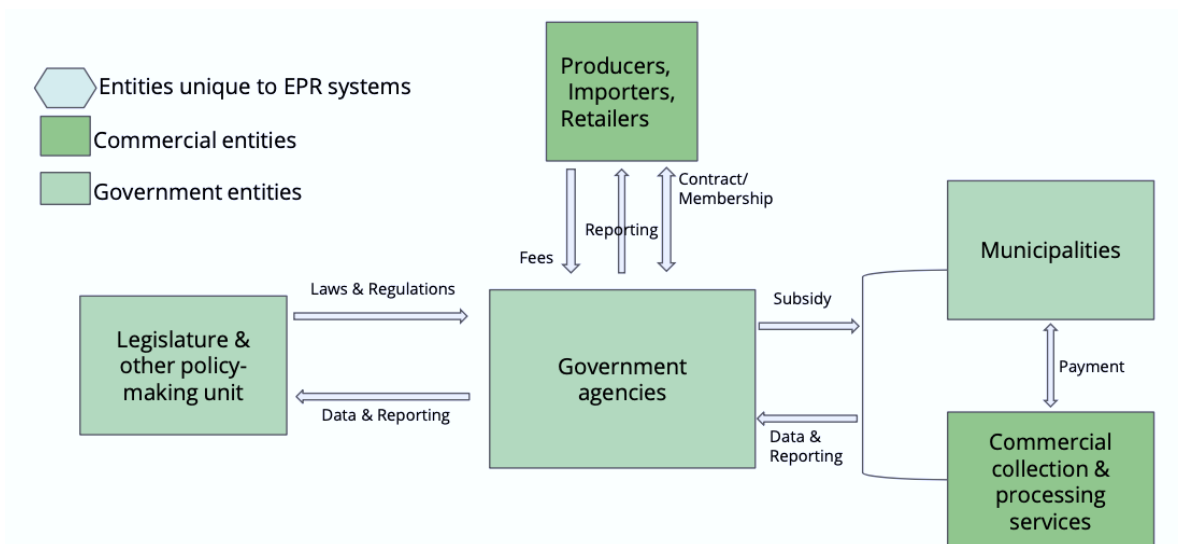 Entities unique to EPR systems
Commercial entities
Government entities
Producers,
Importers,
Retailers
Fees
Reporting
Contract/
Membership
Laws & Regulations
Legislature &
other policy-
making unit
Data & Reporting
Government
agencies
Subsidy
Data &
Reporting
Municipalities
Payment
Commercial
collection &
processing
services